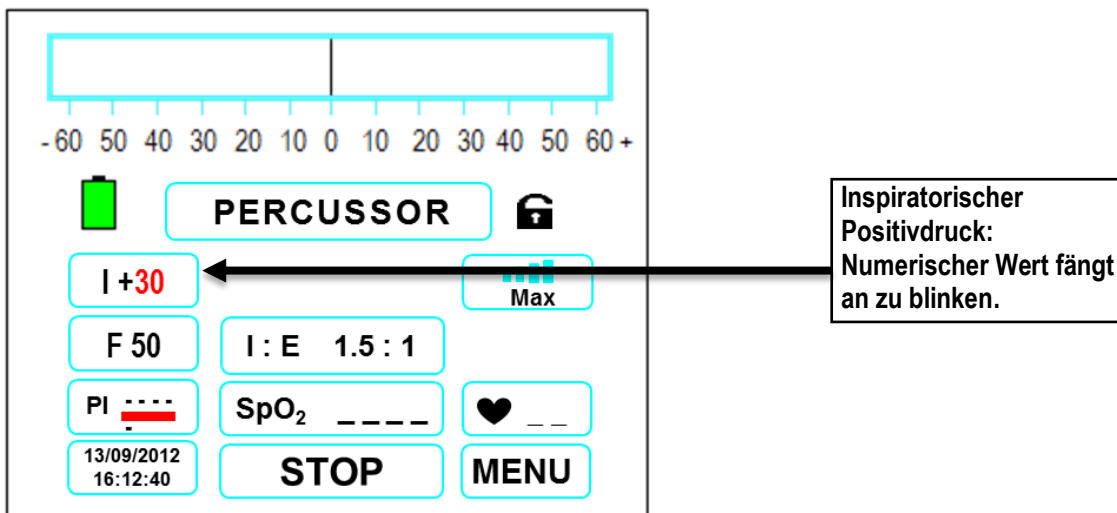 - 60 50 40 30 20 10 0 10 20 30 40 50 60 +
PERCUSSOR
I +30
Max
F 50
I : E 1.5 : 1
PI - - - - -
SpO₂ _ _ _ _
_ _
13/09/2012
16:12:40
STOP
MENU
Inspiratorischer
Positivdruck:
Numerischer Wert fängt
an zu blinken.